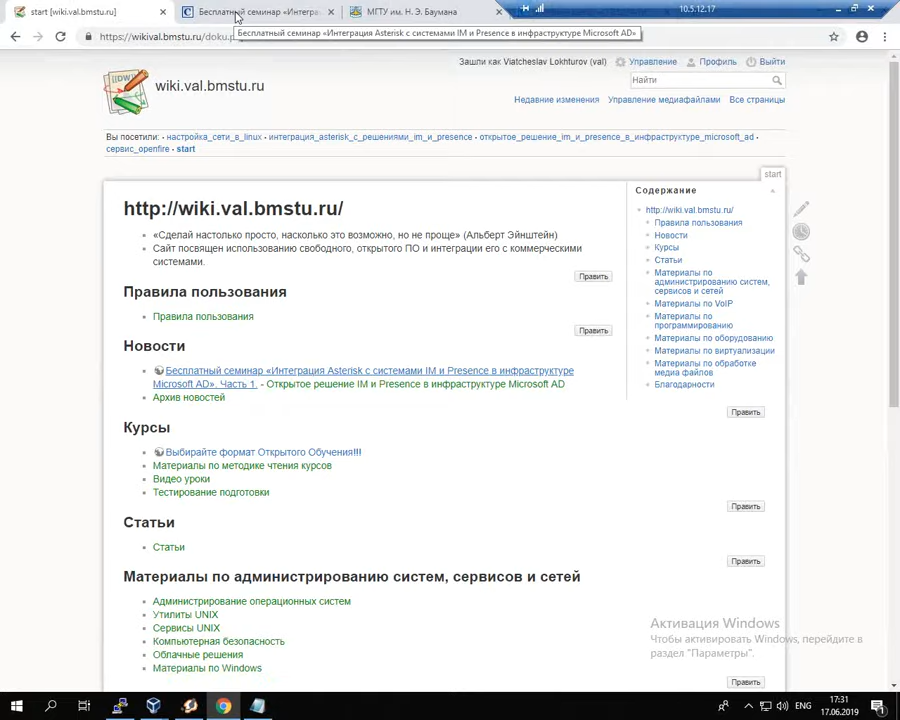 start [wikival.bmstu.ru]
Бесплатный семинар «Интегра
МГТУ им. Н. Э. Баумана
10.5.12.17
https://wikival.bmstu.ru/doku.p
Бесплатный семинар «Интеграция Asterisk с системами IM и Presence в инфраструктуре Microsoft AD»
Зашли как Viatcheslav Lokhturov (val) Управление Профиль Выйти
wiki.val.bmstu.ru
Найти
Недавние изменения Управление медиафайлами Все страницы
Вы посетили: • настройка_сети_в_linux • интеграция_asterisk_с_решениями_im_и_presence • открытое_решение_im_и_presence_в_инфраструктуре_microsoft_ad •
сервис_openfire • start
start
http://wiki.val.bmstu.ru/
«Сделай настолько просто, насколько это возможно, но не проще» (Альберт Эйнштейн)
Сайт посвящен использованию свободного, открытого ПО и интеграции его с коммерческими
системами.
Править
Правила пользования
Правила пользования
Править
Новости
Бесплатный семинар «Интеграция Asterisk с системами IM и Presence в инфраструктуре
Microsoft AD». Часть 1. - Открытое решение IM и Presence в инфраструктуре Microsoft AD
Архив новостей
Править
Курсы
Выбирайте формат Открытого Обучения!!!
Материалы по методике чтения курсов
Видео уроки
Тестирование подготовки
Править
Статьи
Статьи
Править
Материалы по администрированию систем, сервисов и сетей
Администрирование операционных систем
Утилиты UNIX
Сервисы UNIX
Компьютерная безопасность
Облачные решения
Материалы по Windows
Править
Содержание
http://wiki.val.bmstu.ru/
Правила пользования
Новости
Курсы
Статьи
Материалы по
администрированию систем,
сервисов и сетей
Материалы по VoIP
Материалы по
программированию
Материалы по оборудованию
Материалы по виртуализации
Материалы по обработке
медиа файлов
Благодарности
Активация Windows
Чтобы активировать Windows, перейдите в
раздел "Параметры".
ENG
17:31
17.06.2019